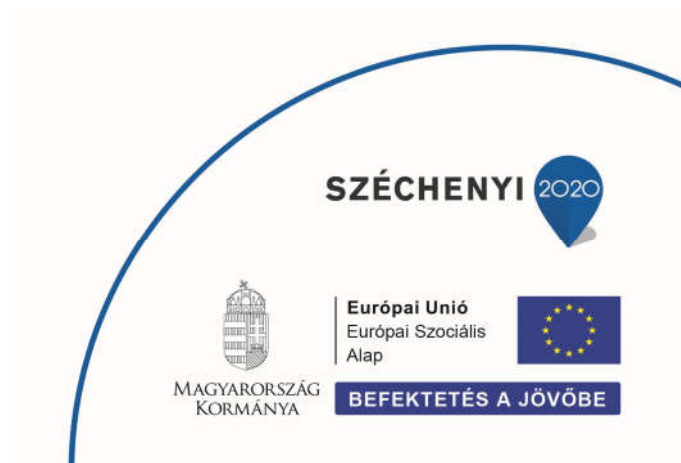 SZÉCHENYI 2020
Európai Unió
Európai Szociális
Alap
MAGYARORSZÁG
KORMÁNYA
BEFEKTETÉS A JÖVŐBE